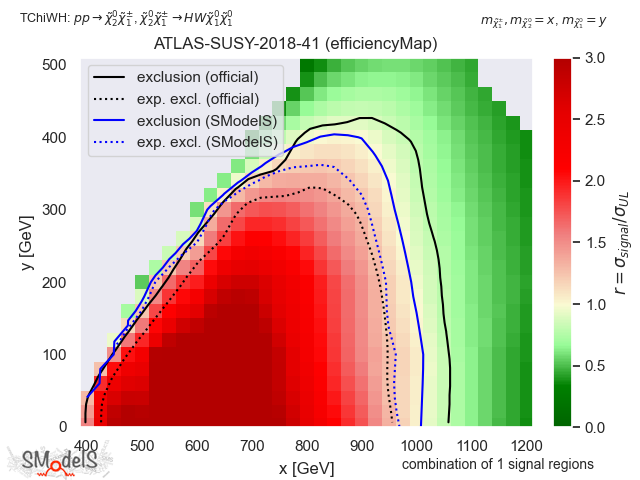 TChiWH: pp → χ̃₂⁰ χ̃₁±, χ̃₂⁰ χ̃₁± → HWχ̃₁⁰χ̃₁⁰
m_χ̃₁±, m_χ̃₂⁰ = x, m_χ̃₁⁰ = y
ATLAS-SUSY-2018-41 (efficiencyMap)
exclusion (official)
exp. excl. (official)
exclusion (SModelS)
exp. excl. (SModelS)
500
400
300
200
100
0
y [GeV]
400 500 600 700 800 900 1000 1100 1200
x [GeV]
3.0
2.5
2.0
1.5
1.0
0.5
0.0
r = σ_signal/σ_UL
SModelS
combination of 1 signal regions